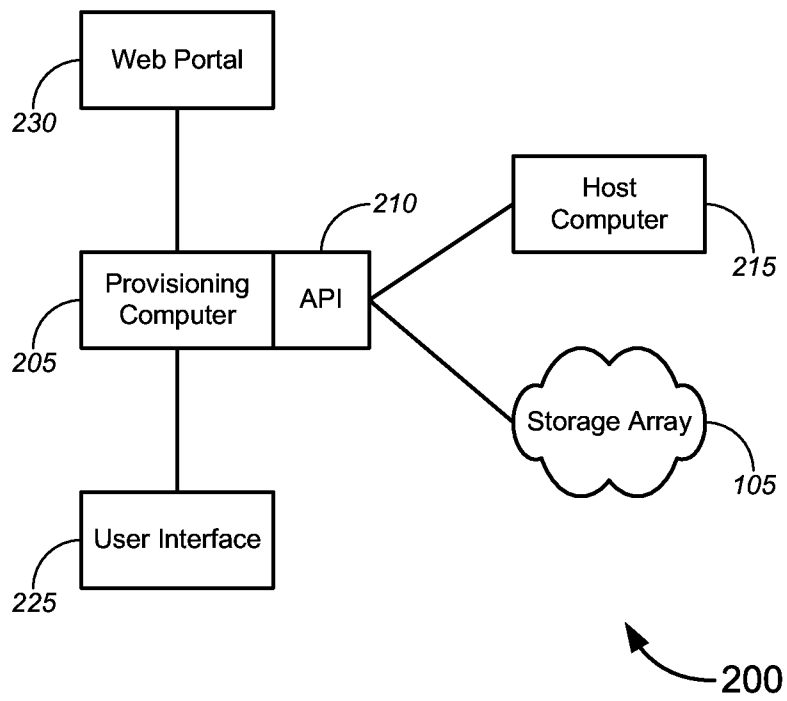 Web Portal
230
210
Host
Computer
215
Provisioning
Computer
API
205
Storage Array
105
User Interface
225
200